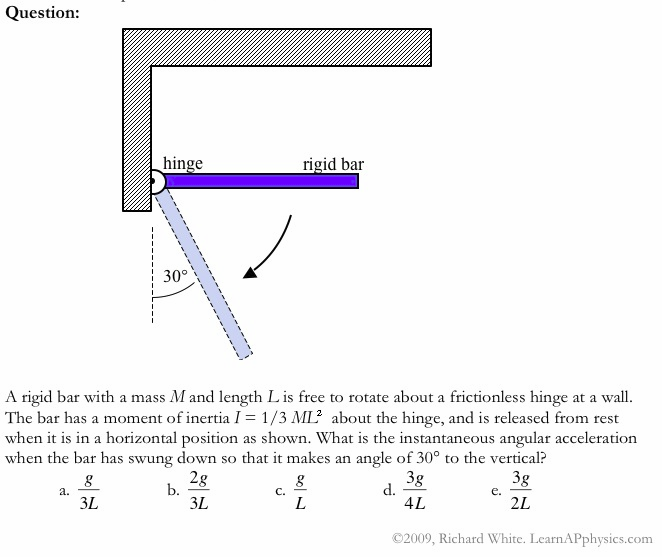 Question:
hinge
rigid bar
30°
A rigid bar with a mass M and length L is free to rotate about a frictionless hinge at a wall.
The bar has a moment of inertia I = 1/3 ML² about the hinge, and is released from rest
when it is in a horizontal position as shown. What is the instantaneous angular acceleration
when the bar has swung down so that it makes an angle of 30° to the vertical?
a. g/3L b. 2g/3L c. g/L d. 3g/4L e. 3g/2L
©2009, Richard White. LearnAPphysics.com